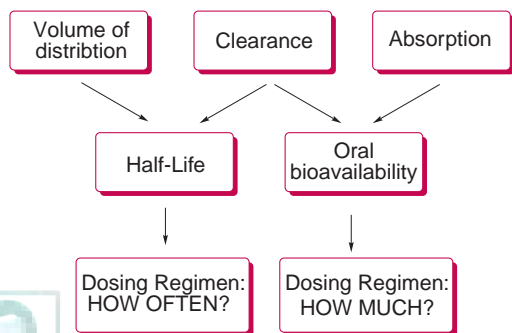 Volume of
distribtion
Clearance
Absorption
Half-Life
Oral
bioavailability
Dosing Regimen:
HOW OFTEN?
Dosing Regimen:
HOW MUCH?